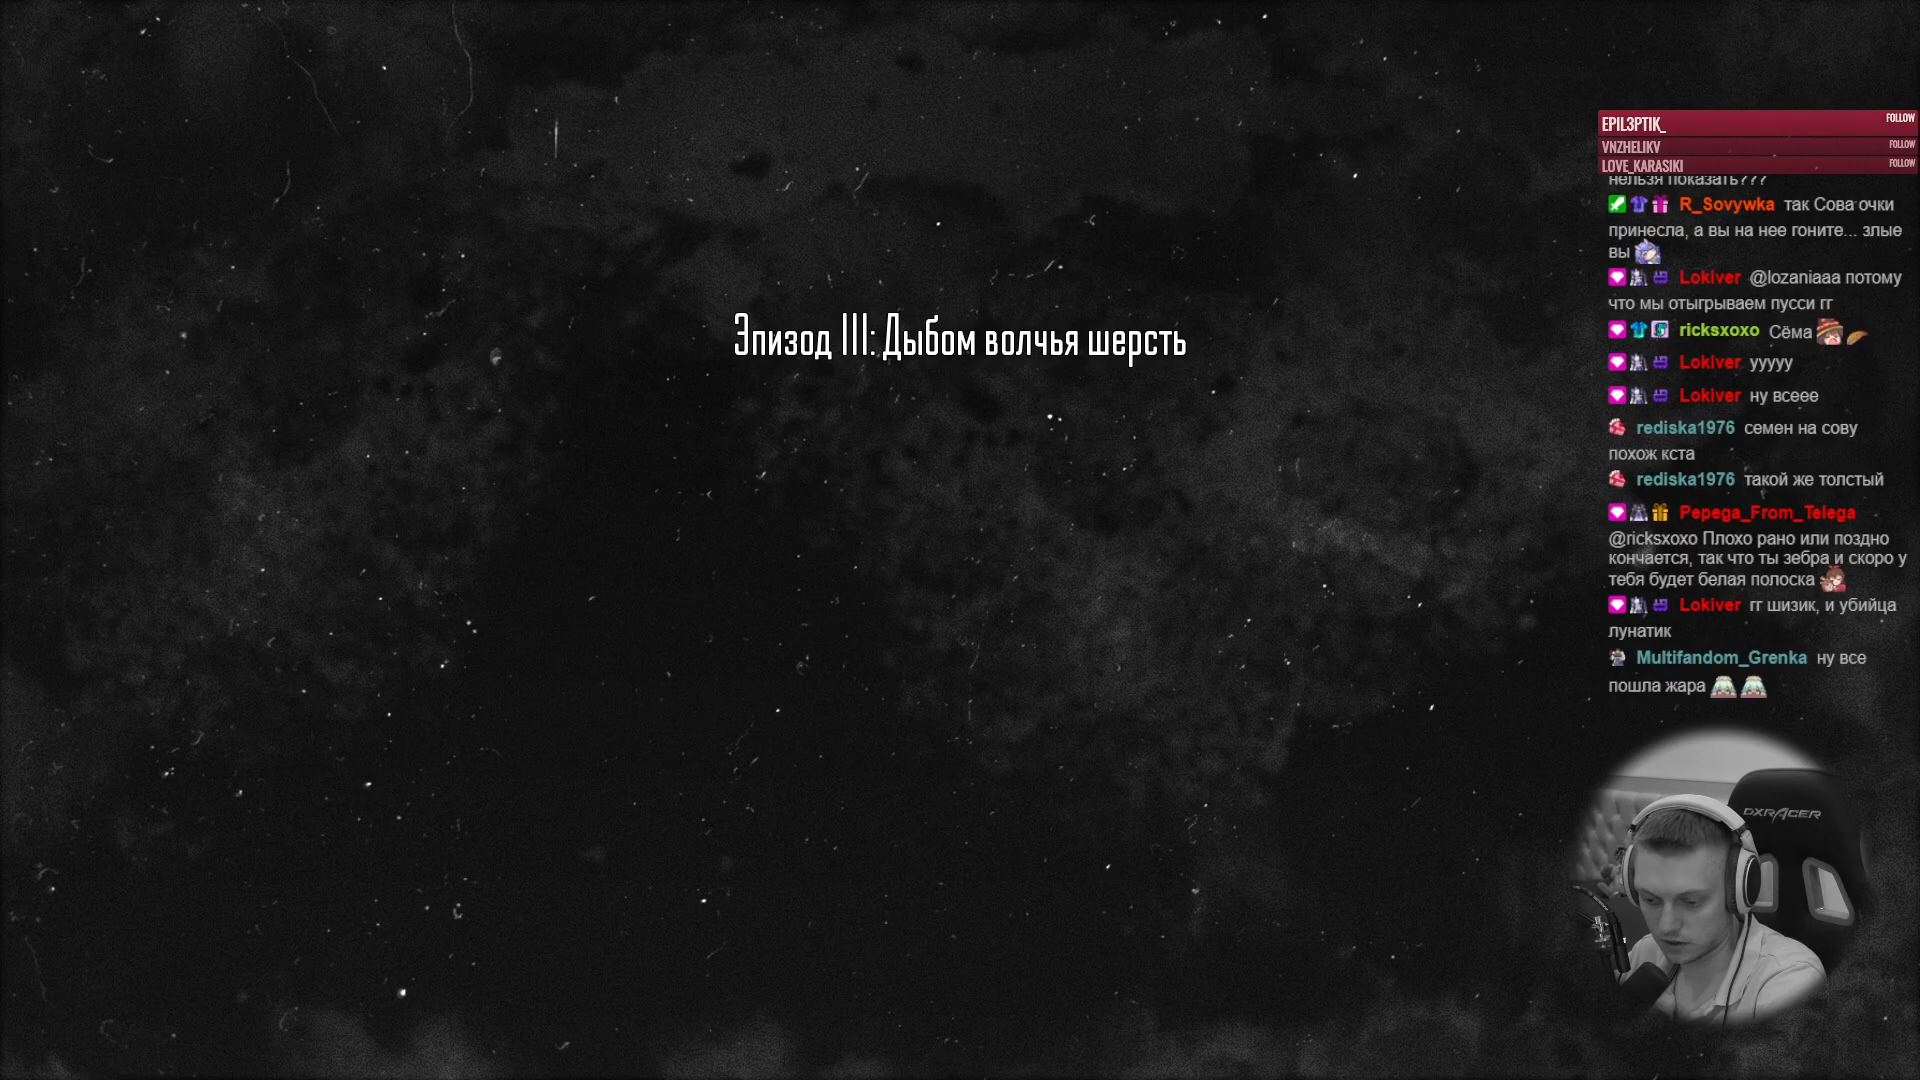 Эпизод III: Дыбом волчья шерсть
EPIL3PTIK_ FOLLOW
VNZHELIKV FOLLOW
LOVE_KARASIKI FOLLOW
нельзя показать???
R_Sovywka так Сова очки
принесла, а вы на нее гоните... злые
вы
Lokiver @lozaniaaa потому
что мы отыгрываем пусси гг
ricksxoxo Сёма
Lokiver ууууу
Lokiver ну всеее
rediska1976 семен на сову
похож кста
rediska1976 такой же толстый
Pepega_From_Telega
@ricksxoxo Плохо рано или поздно
кончается, так что ты зебра и скоро у
тебя будет белая полоска
Lokiver гг шизик, и убийца
лунатик
Multifandom_Grenka ну все
пошла жара
DXRACER